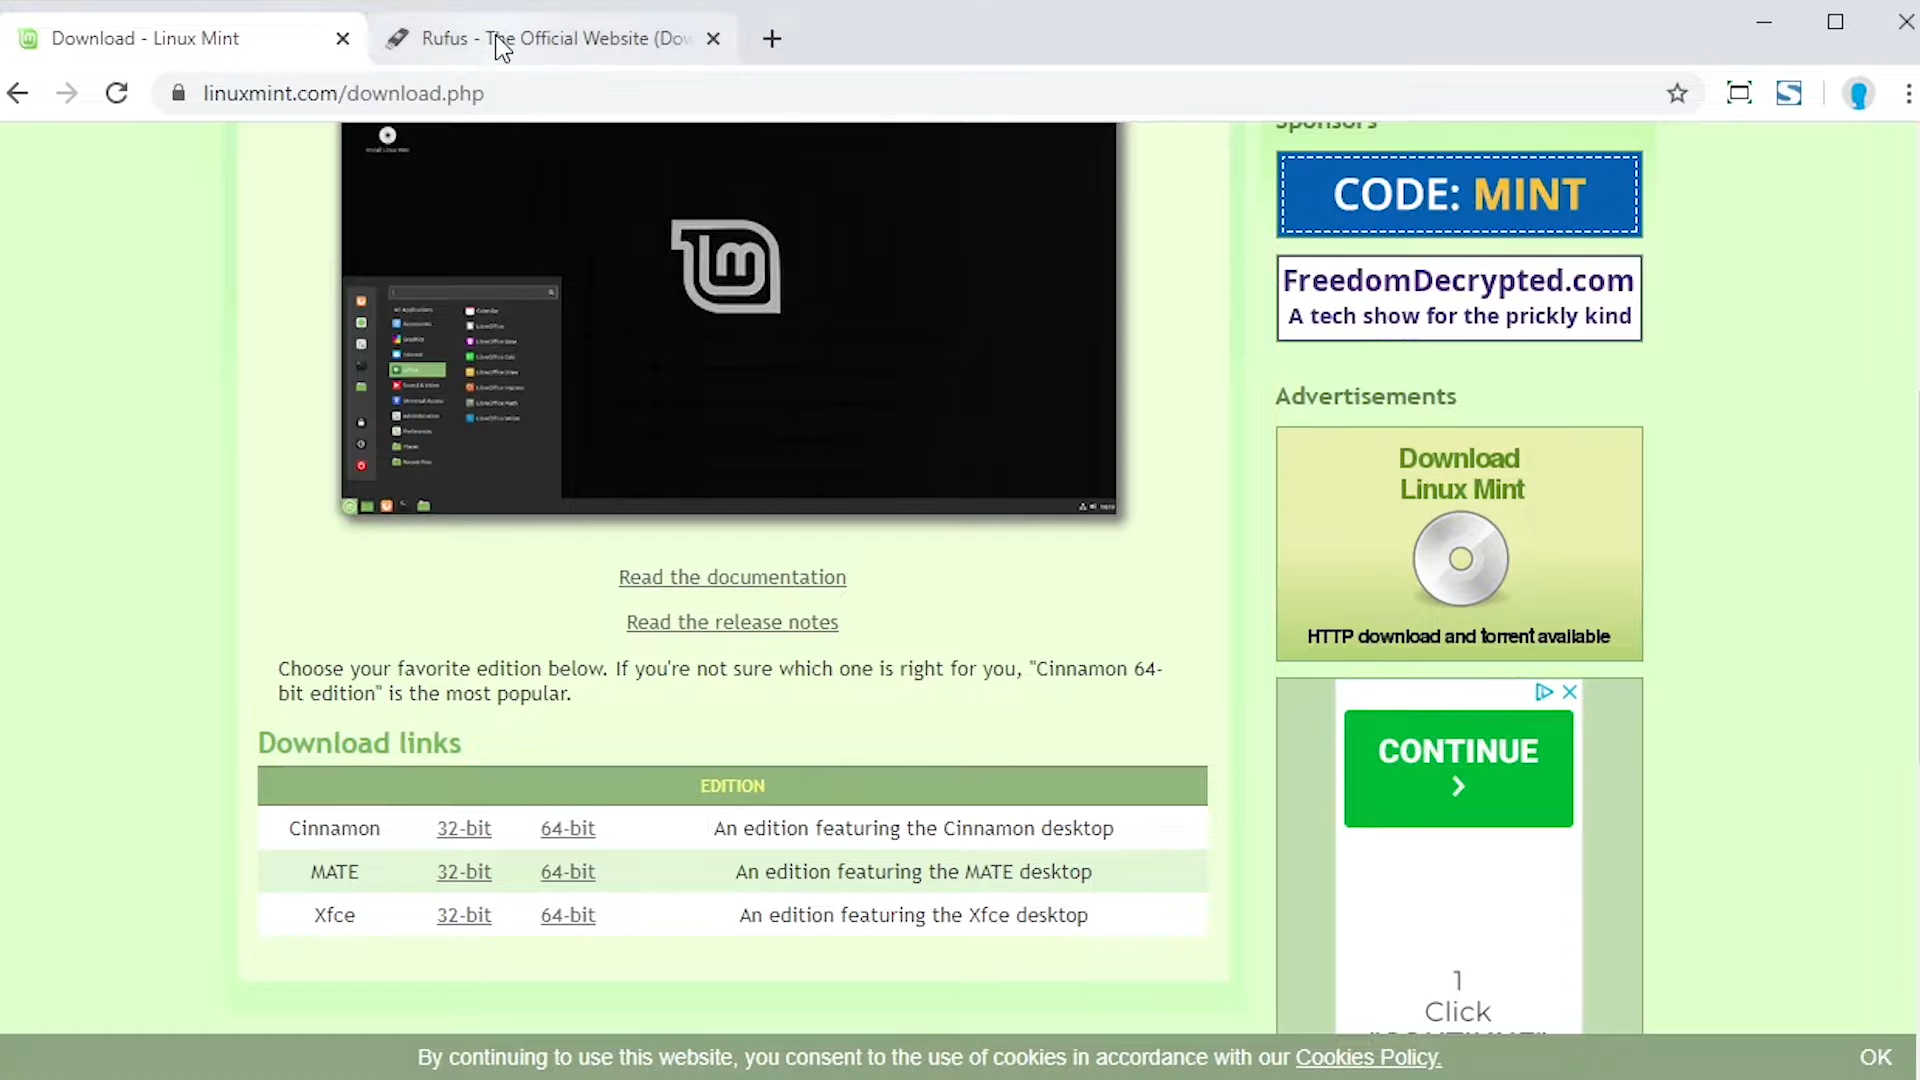 Download - Linux Mint
Rufus - The Official Website (Dow
linuxmint.com/download.php
Sponsors
CODE: MINT
FreedomDecrypted.com
A tech show for the prickly kind
Advertisements
Download
Linux Mint
HTTP download and torrent available
CONTINUE
1
Click
Read the documentation
Read the release notes
Choose your favorite edition below. If you're not sure which one is right for you, "Cinnamon 64-
bit edition" is the most popular.
Download links
EDITION
Cinnamon 32-bit 64-bit An edition featuring the Cinnamon desktop
MATE 32-bit 64-bit An edition featuring the MATE desktop
Xfce 32-bit 64-bit An edition featuring the Xfce desktop
By continuing to use this website, you consent to the use of cookies in accordance with our Cookies Policy. OK